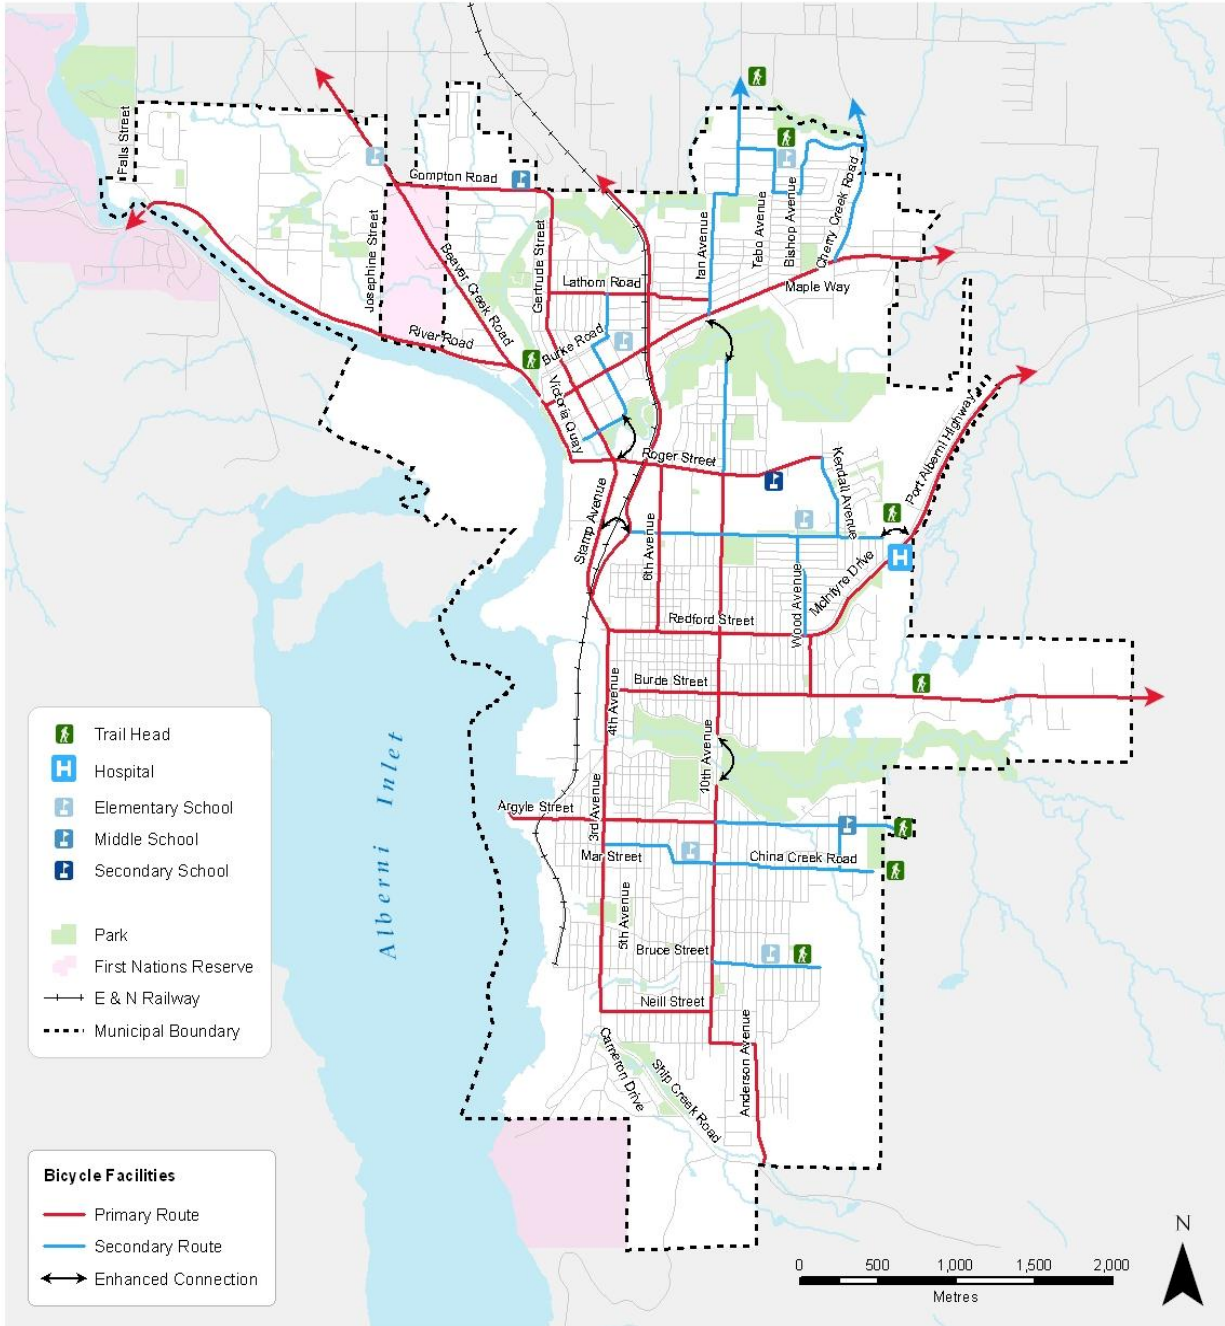 Falls Street
Compton Road
Josephine Street
Beaver Creek Road
Gertrude Street
Lathom Road
Ian Avenue
Tebo Avenue
Bishop Avenue
Cherry Creek Road
Maple Way
River Road
Burke Road
Victoria Quay
Roger Street
Kendall Avenue
Port Alberni Highway
Stamp Avenue
6th Avenue
Wood Avenue
McIntyre Drive
H
Redford Street
Burde Street
4th Avenue
10th Avenue
Argyle Street
3rd Avenue
Mar Street
China Creek Road
5th Avenue
Bruce Street
Neill Street
Cameron Drive
Ship Creek Road
Anderson Avenue
Alberni Inlet
Trail Head
H Hospital
Elementary School
Middle School
Secondary School
Park
First Nations Reserve
E & N Railway
Municipal Boundary
Bicycle Facilities
Primary Route
Secondary Route
Enhanced Connection
0 500 1,000 1,500 2,000
Metres
N